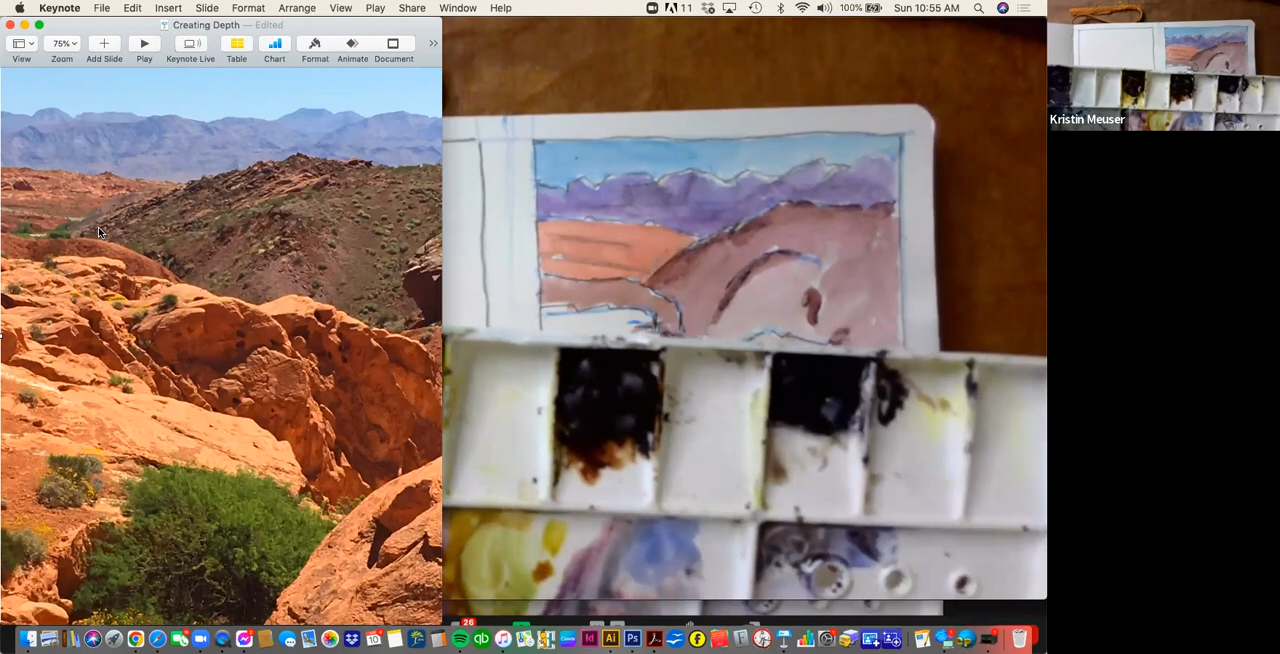 Keynote File Edit Insert Slide Format Arrange View Play Share Window Help 11 100% Sun 10:55 AM
Creating Depth — Edited
75%
View Zoom Add Slide Play Keynote Live Table Chart Format Animate Document
Kristin Meuser
26